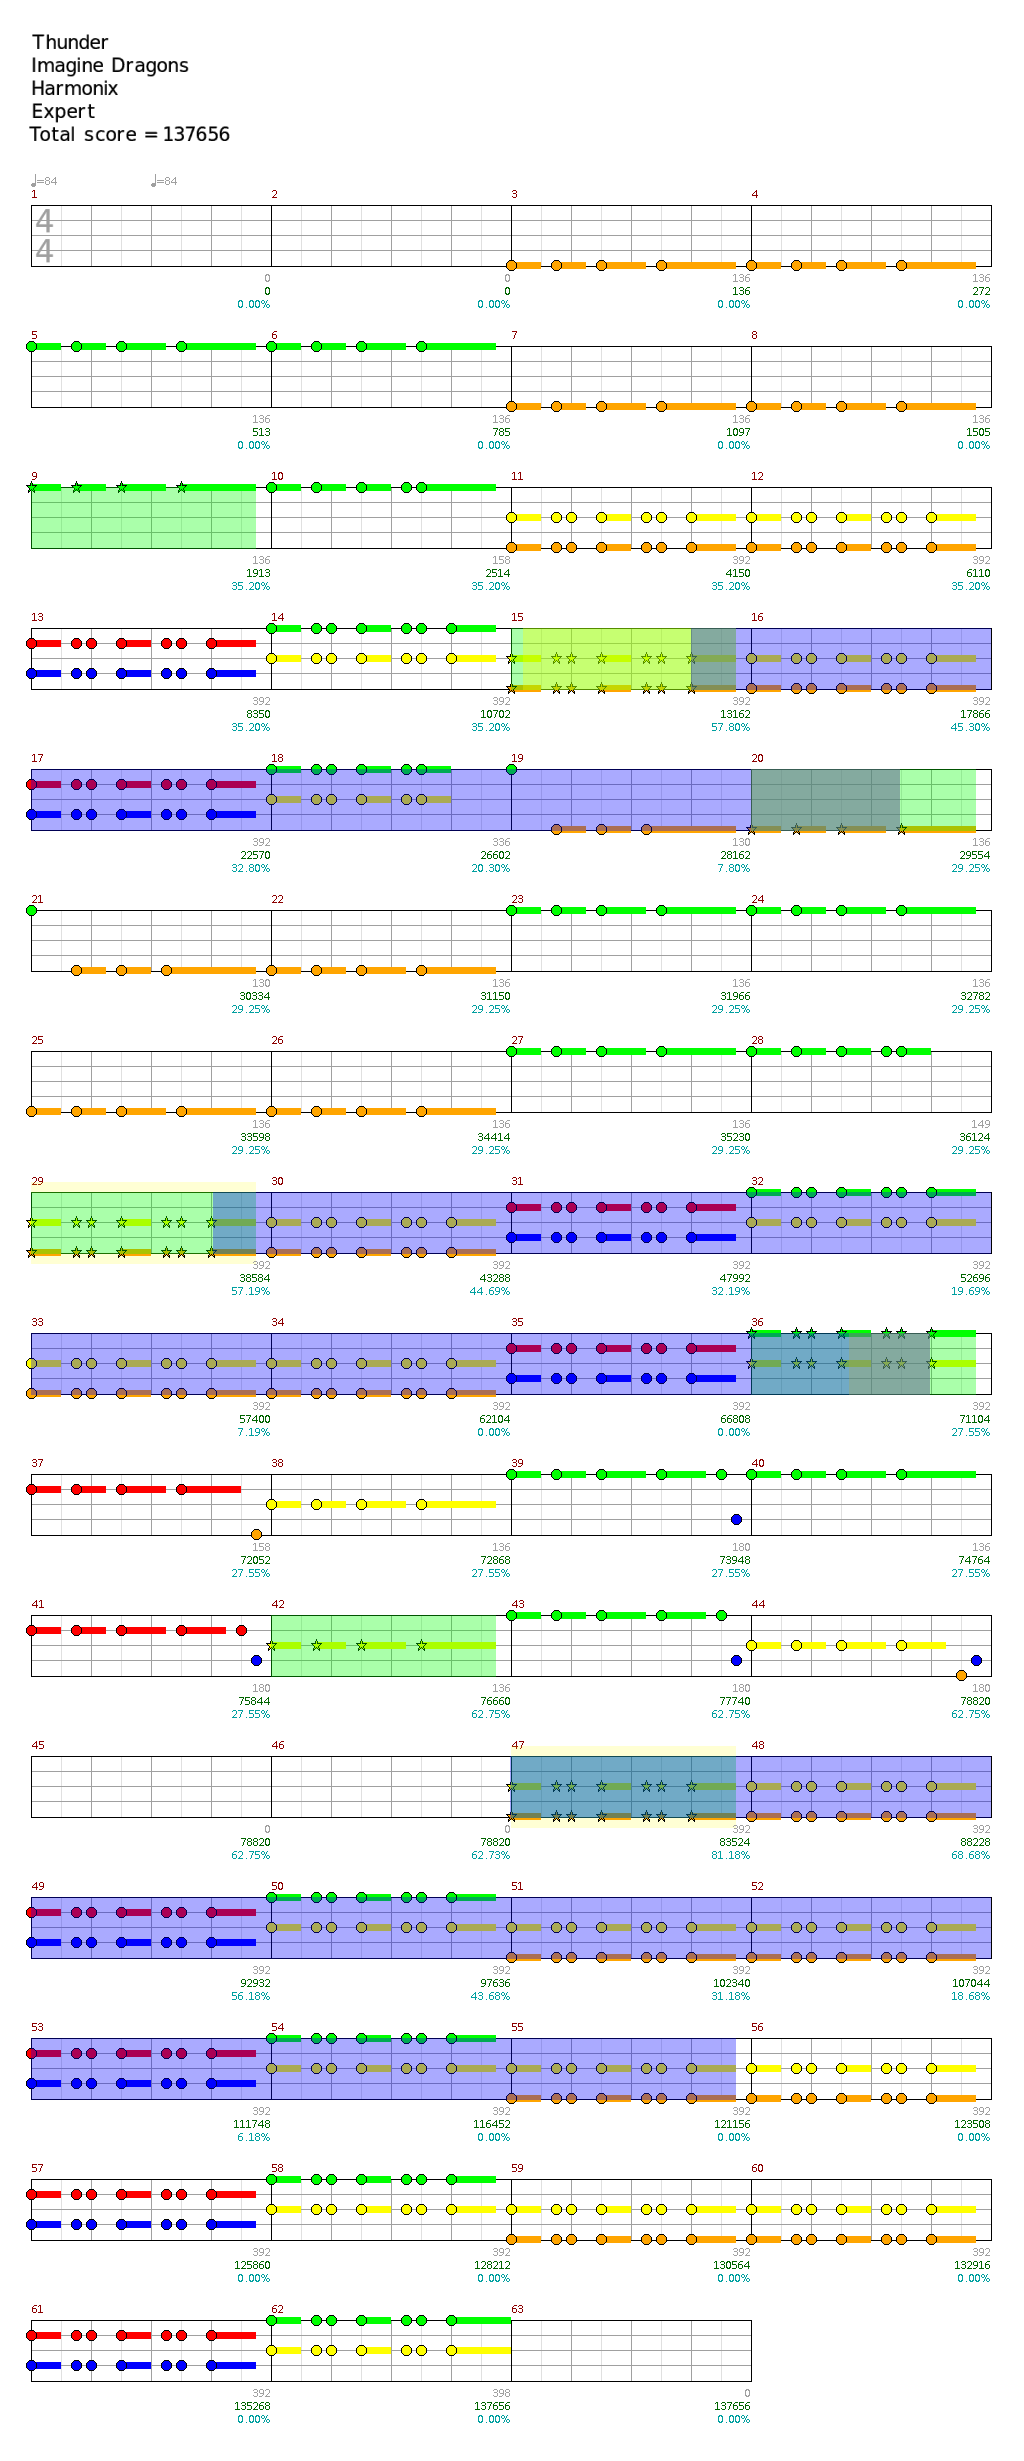 Thunder
Imagine Dragons
Harmonix
Expert
Total score = 137656
♩=84 ♩=84
1 2 3 4
4
4
0 0 136 136
0 0 136 272
0.00% 0.00% 0.00% 0.00%
5 6 7 8
136 136 136 136
513 785 1097 1505
0.00% 0.00% 0.00% 0.00%
9 10 11 12
136 158 392 392
1913 2514 4150 6110
35.20% 35.20% 35.20% 35.20%
13 14 15 16
392 392 392 392
8350 10702 13162 17866
35.20% 35.20% 57.80% 45.30%
17 18 19 20
392 336 130 136
22570 26602 28162 29554
32.80% 20.30% 7.80% 29.25%
21 22 23 24
130 136 136 136
30334 31150 31966 32782
29.25% 29.25% 29.25% 29.25%
25 26 27 28
136 136 136 149
33598 34414 35230 36124
29.25% 29.25% 29.25% 29.25%
29 30 31 32
392 392 392 392
38584 43288 47992 52696
57.19% 44.69% 32.19% 19.69%
33 34 35 36
392 392 392 392
57400 62104 66808 71104
7.19% 0.00% 0.00% 27.55%
37 38 39 40
158 136 180 136
72052 72868 73948 74764
27.55% 27.55% 27.55% 27.55%
41 42 43 44
180 136 180 180
75844 76660 77740 78820
27.55% 62.75% 62.75% 62.75%
45 46 47 48
0 0 392 392
78820 78820 83524 88228
62.75% 62.73% 81.18% 68.68%
49 50 51 52
392 392 392 392
92932 97636 102340 107044
56.18% 43.68% 31.18% 18.68%
53 54 55 56
392 392 392 392
111748 116452 121156 123508
6.18% 0.00% 0.00% 0.00%
57 58 59 60
392 392 392 392
125860 128212 130564 132916
0.00% 0.00% 0.00% 0.00%
61 62 63
392 398 0
135268 137656 137656
0.00% 0.00% 0.00%